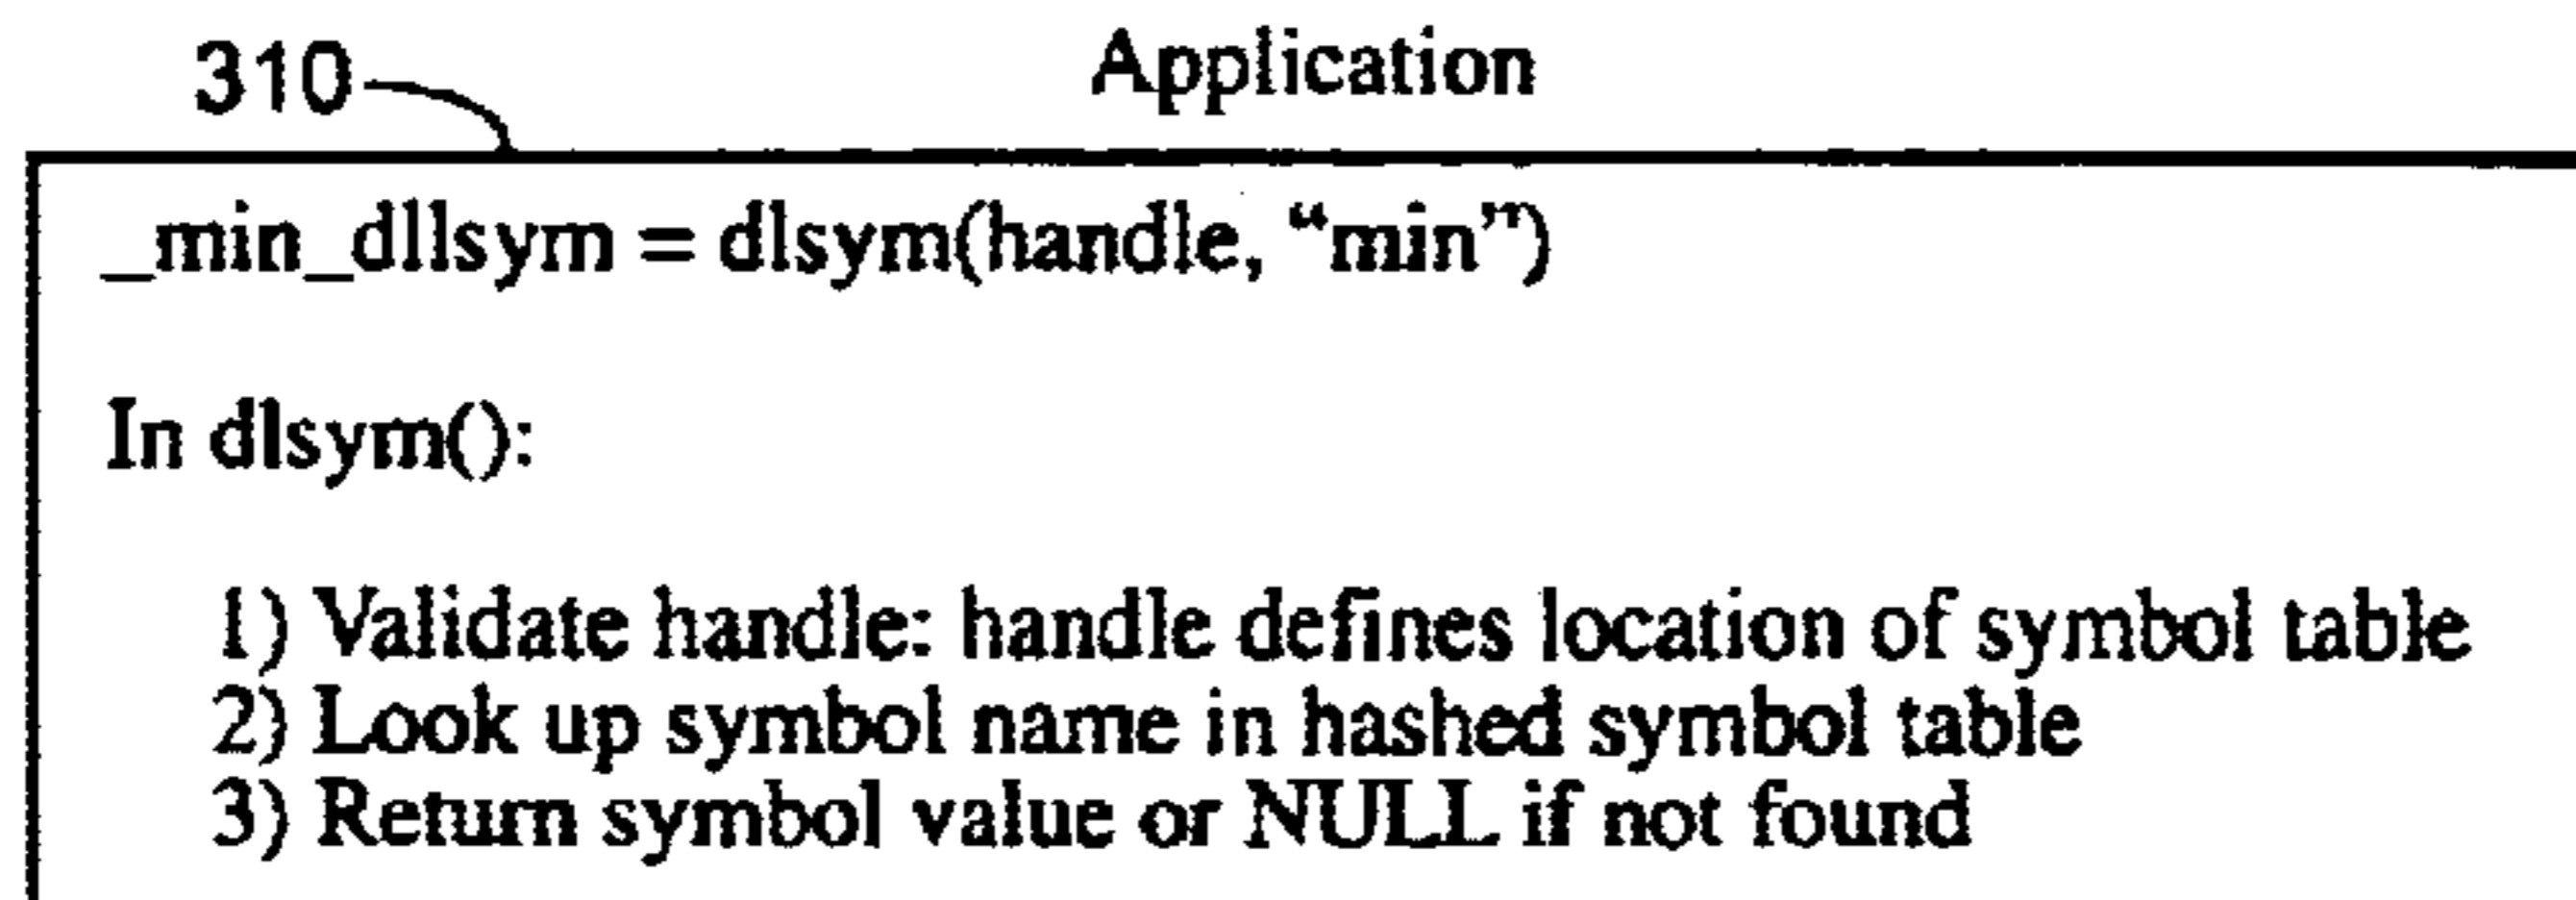 310 Application
_min_dllsym = dlsym(handle, “min”)
In dlsym():
1) Validate handle: handle defines location of symbol table
2) Look up symbol name in hashed symbol table
3) Return symbol value or NULL if not found